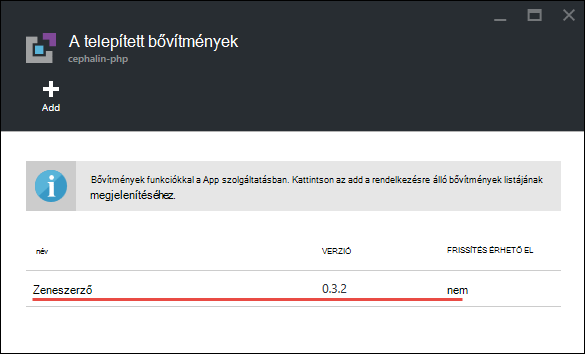 A telepített bővítmények
cephalin-php
Add
Bővítmények funkciókkal a App szolgáltatásban. Kattintson az add a rendelkezésre álló bővítmények listájának
megjelenítéséhez.
név VERZIÓ FRISSÍTÉS ÉRHETŐ EL
Zeneszerző 0.3.2 nem